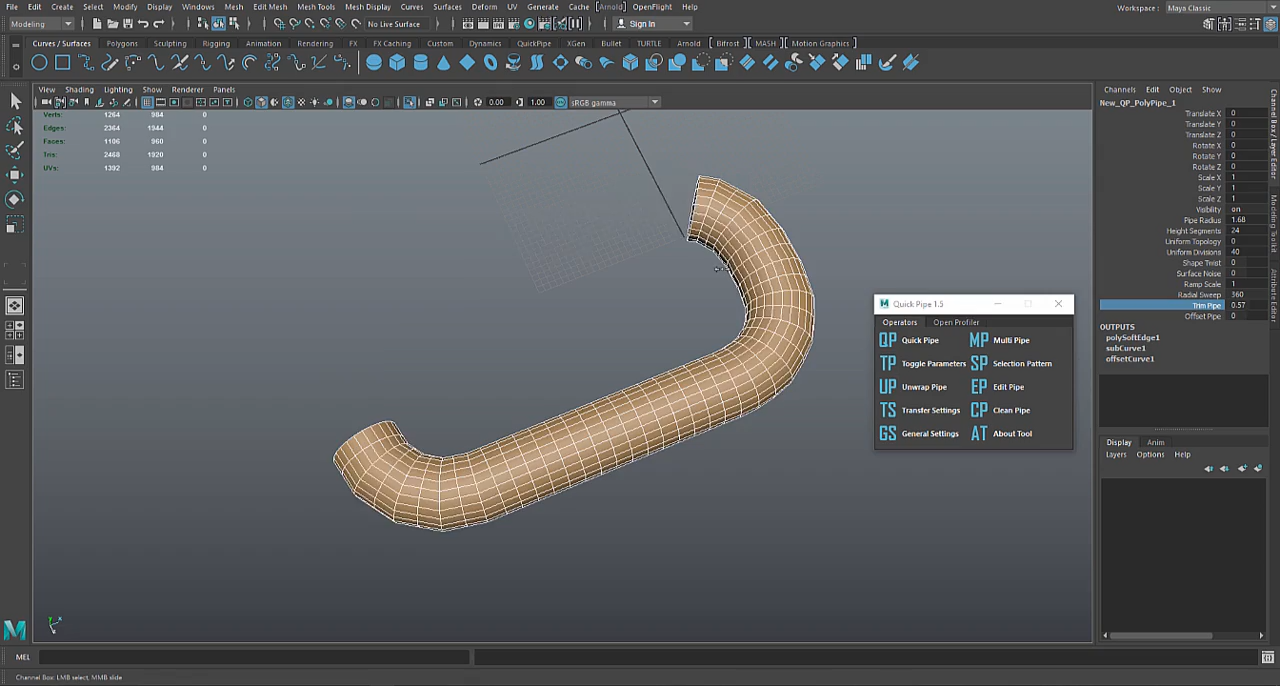 File Edit Create Select Modify Display Windows Mesh Edit Mesh Mesh Tools Mesh Display Curves Surfaces Deform UV Generate Cache [Arnold] OpenFlight Help Workspace : Maya Classic
Modeling No Live Surface Sign In
Curves / Surfaces Polygons Sculpting Rigging Animation Rendering FX FX Caching Custom Dynamics QuickPipe XGen Bullet TURTLE Arnold Bifrost MASH Motion Graphics
View Shading Lighting Show Renderer Panels
0.00 1.00 sRGB gamma
Verts: 1264 984 0
Edges: 2364 1944 0
Faces: 1106 960 0
Tris: 2468 1920 0
UVs: 1392 984 0
Channels Edit Object Show
New_QP_PolyPipe_1
Translate X 0
Translate Y 0
Translate Z 0
Rotate X 0
Rotate Y 0
Rotate Z 0
Scale X 1
Scale Y 1
Scale Z 1
Visibility on
Pipe Radius 1.68
Height Segments 24
Uniform Topology 0
Uniform Divisions 40
Shape Twist 0
Surface Noise 0
Ramp Scale 1
Radial Sweep 360
Trim Pipe 0.57
Offset Pipe 0
OUTPUTS
polySoftEdge1
subCurve1
offsetCurve1
Channel Box / Layer Editor
Modeling Toolkit
Attribute Editor
Quick Pipe 1.5
Operators Open Profiler
QP Quick Pipe MP Multi Pipe
TP Toggle Parameters SP Selection Pattern
UP Unwrap Pipe EP Edit Pipe
TS Transfer Settings CP Clean Pipe
GS General Settings AT About Tool
Display Anim
Layers Options Help
MEL
Channel Box: LMB select, MMB slide